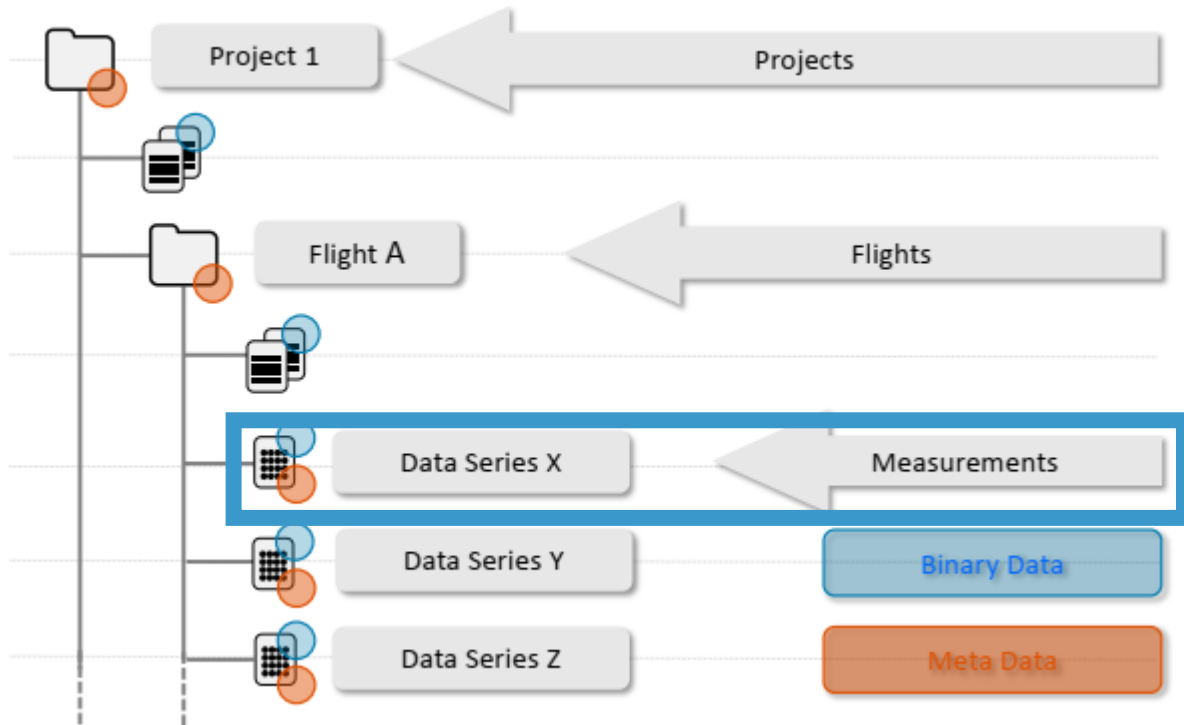 Project 1
Projects
Flight A
Flights
Data Series X
Measurements
Data Series Y
Binary Data
Data Series Z
Meta Data